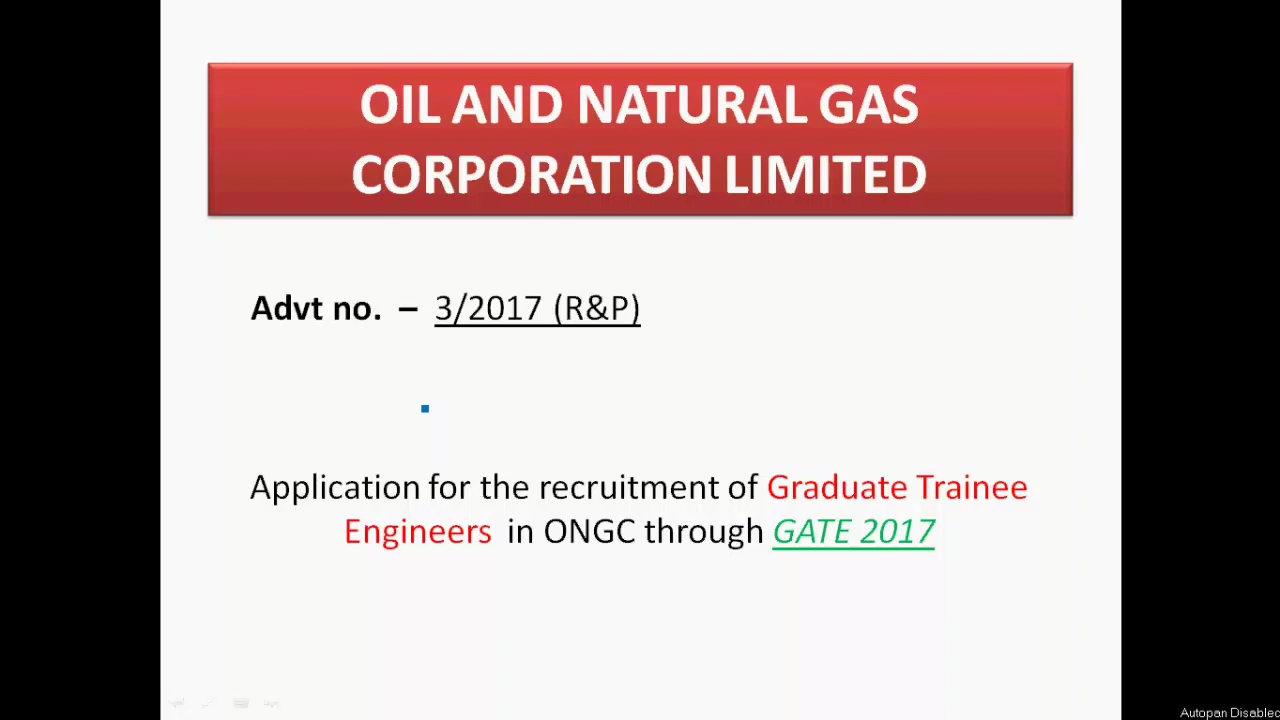 OIL AND NATURAL GAS
CORPORATION LIMITED
Advt no. – 3/2017 (R&P)
Application for the recruitment of Graduate Trainee
Engineers in ONGC through GATE 2017
Autopan Disabled